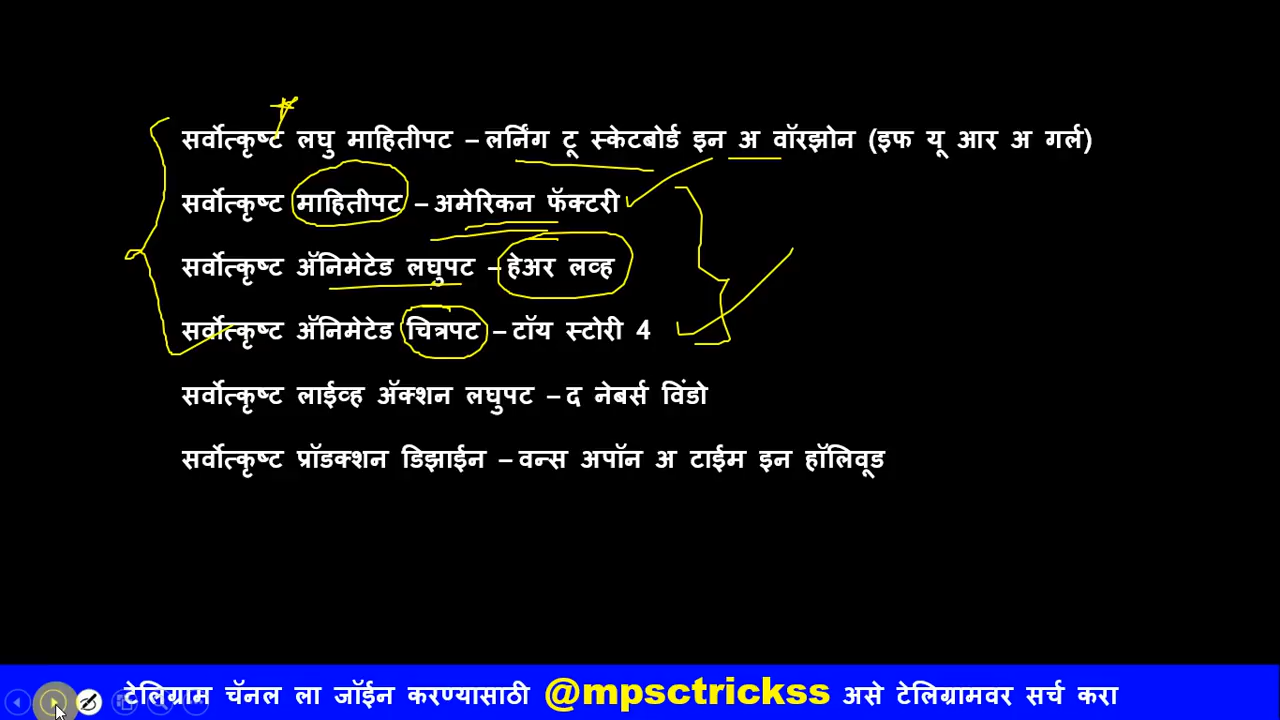 सर्वोत्कृष्ट लघु माहितीपट – लर्निंग टू स्केटबोर्ड इन अ वॉरझोन (इफ यू आर अ गर्ल)
सर्वोत्कृष्ट माहितीपट – अमेरिकन फॅक्टरी
सर्वोत्कृष्ट ॲनिमेटेड लघुपट – हेअर लव्ह
सर्वोत्कृष्ट ॲनिमेटेड चित्रपट – टॉय स्टोरी 4
सर्वोत्कृष्ट लाईव्ह ॲक्शन लघुपट – द नेबर्स विंडो
सर्वोत्कृष्ट प्रॉडक्शन डिझाईन – वन्स अपॉन अ टाईम इन हॉलिवूड
टेलिग्राम चॅनल ला जॉईन करण्यासाठी @mpsctrickss असे टेलिग्रामवर सर्च करा